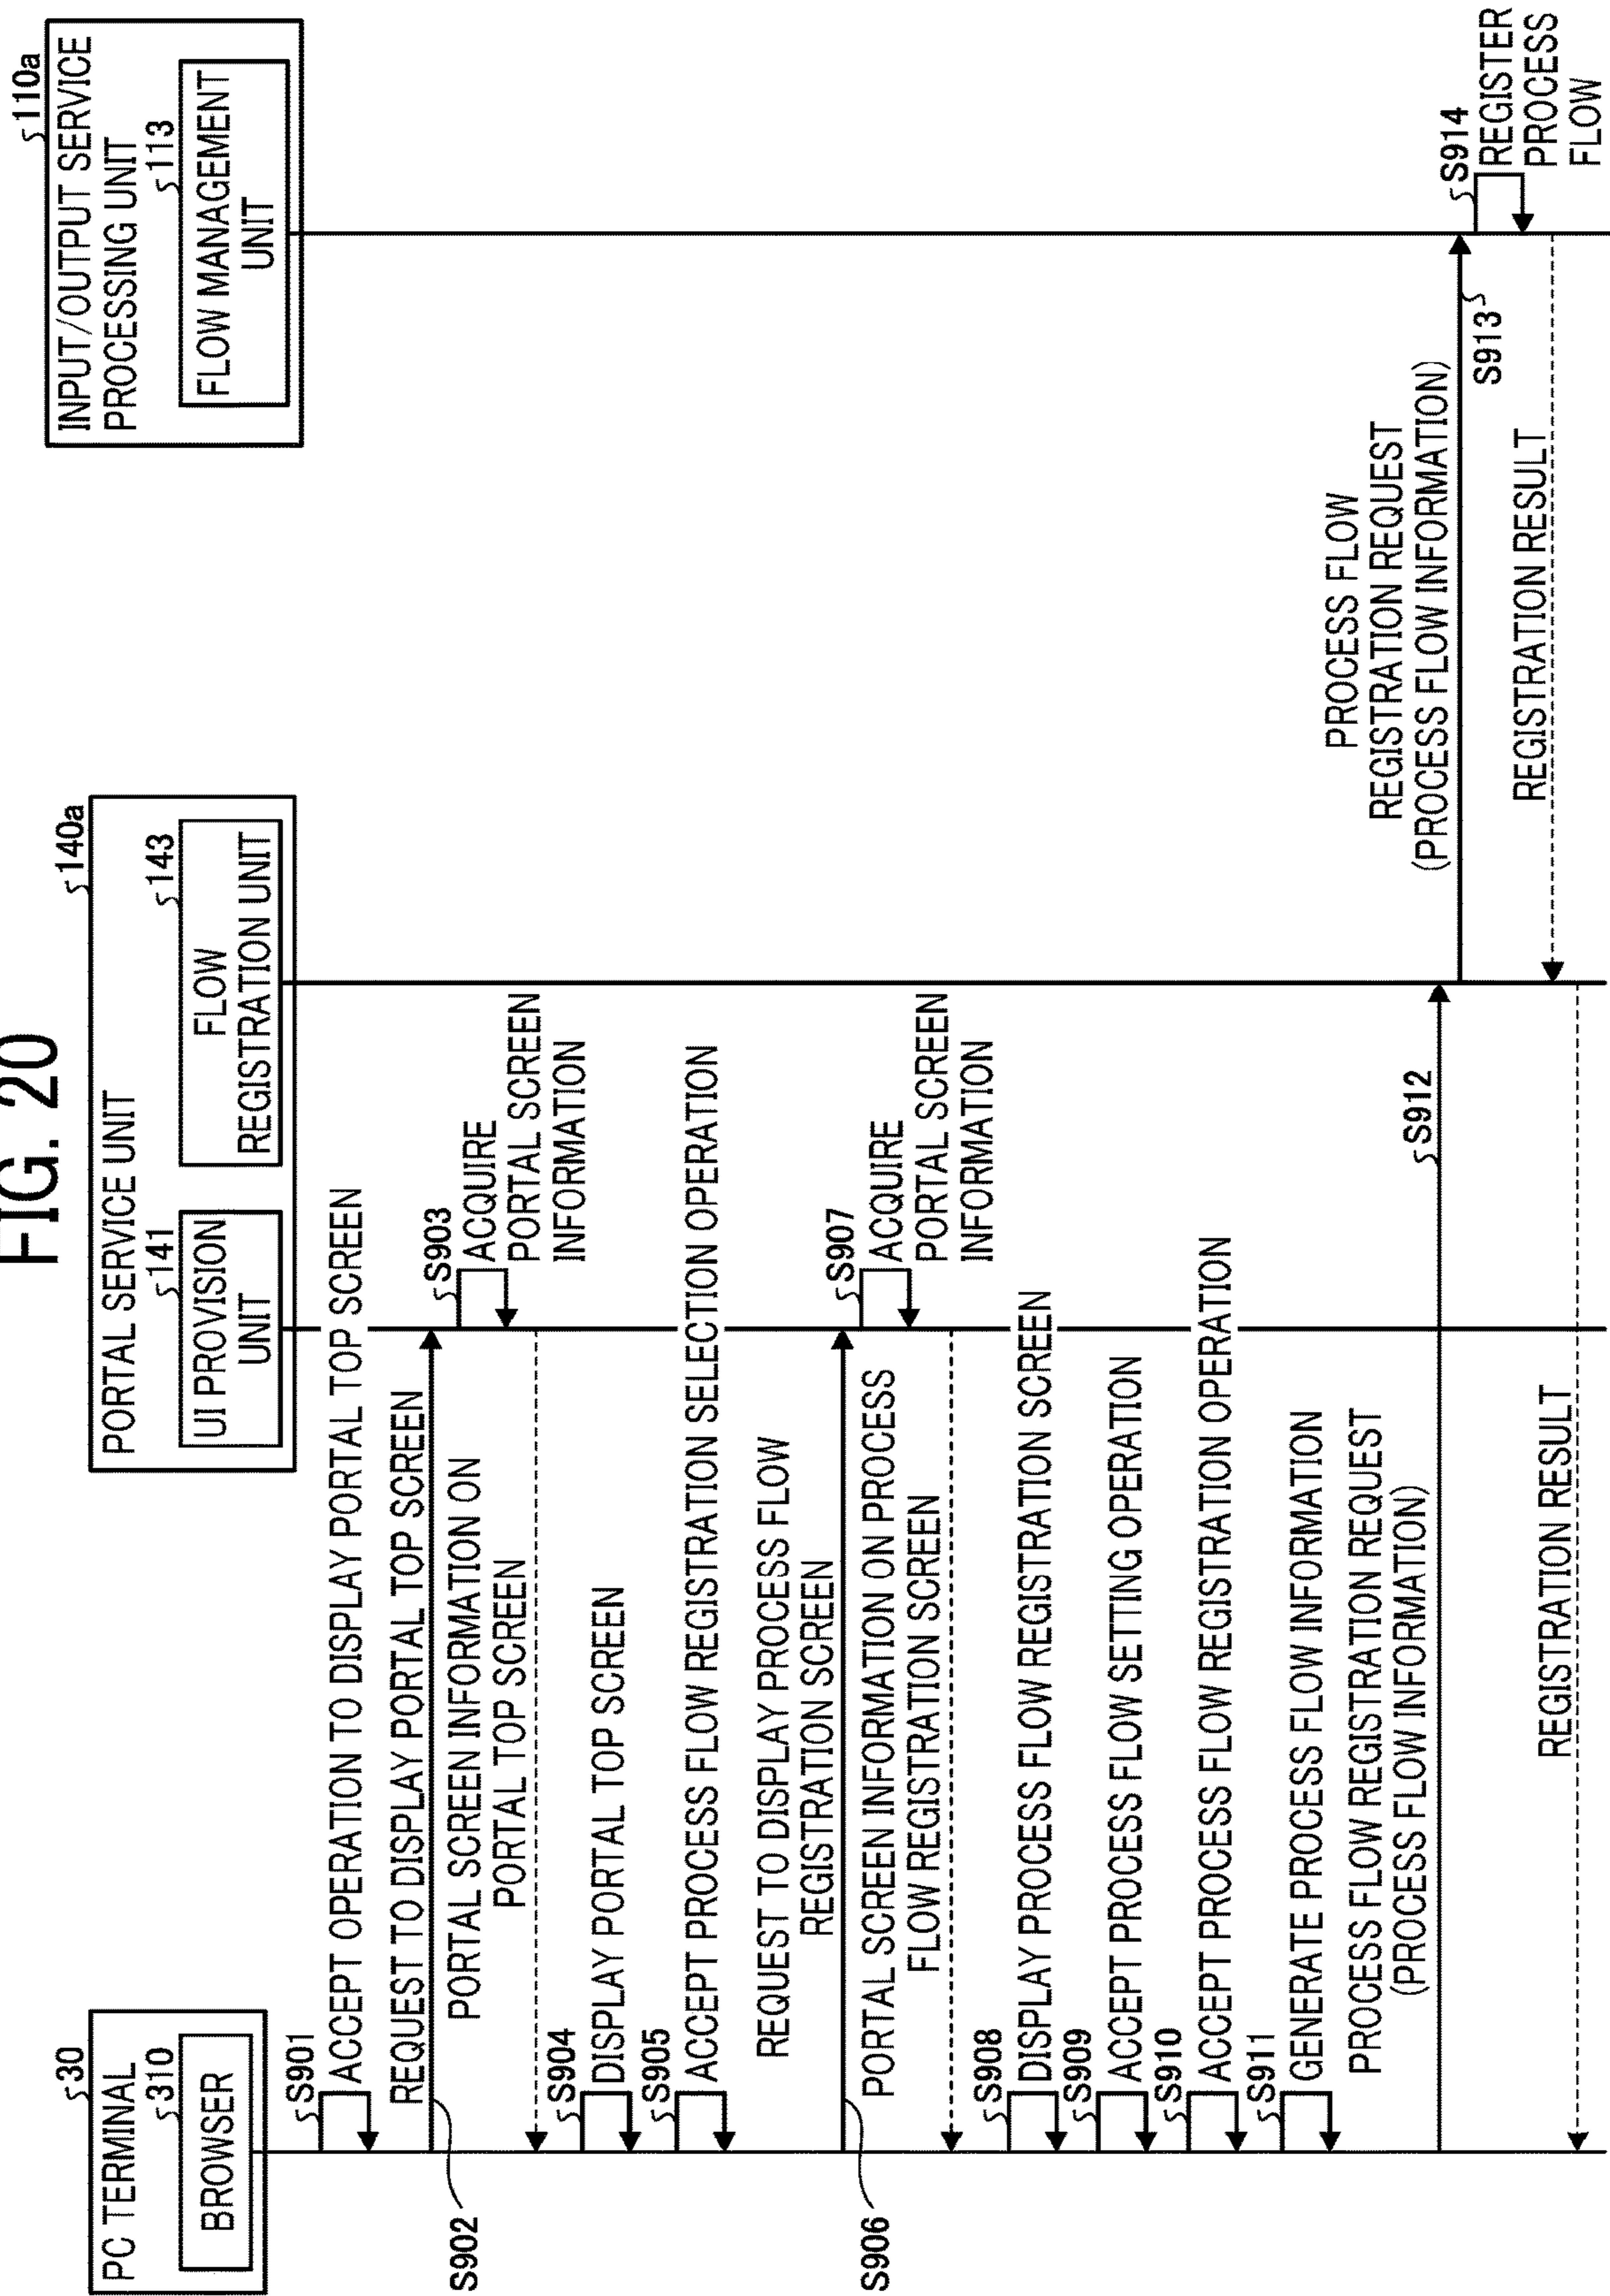 FIG. 20
PC TERMINAL
30
BROWSER
310
PORTAL SERVICE UNIT
140a
UI PROVISION
UNIT
141
FLOW
REGISTRATION UNIT
143
INPUT/OUTPUT SERVICE
PROCESSING UNIT
110a
FLOW MANAGEMENT
UNIT
113
S901
ACCEPT OPERATION TO DISPLAY PORTAL TOP SCREEN
REQUEST TO DISPLAY PORTAL TOP SCREEN
S902
S903
ACQUIRE
PORTAL SCREEN
INFORMATION
PORTAL SCREEN INFORMATION ON
PORTAL TOP SCREEN
S904
DISPLAY PORTAL TOP SCREEN
S905
ACCEPT PROCESS FLOW REGISTRATION SELECTION OPERATION
REQUEST TO DISPLAY PROCESS FLOW
REGISTRATION SCREEN
S906
S907
ACQUIRE
PORTAL SCREEN
INFORMATION
PORTAL SCREEN INFORMATION ON PROCESS
FLOW REGISTRATION SCREEN
S908
DISPLAY PROCESS FLOW REGISTRATION SCREEN
S909
ACCEPT PROCESS FLOW SETTING OPERATION
S910
ACCEPT PROCESS FLOW REGISTRATION OPERATION
S911
GENERATE PROCESS FLOW INFORMATION
PROCESS FLOW REGISTRATION REQUEST
(PROCESS FLOW INFORMATION)
S912
PROCESS FLOW
REGISTRATION REQUEST
(PROCESS FLOW INFORMATION)
S913
S914
REGISTER
PROCESS
FLOW
REGISTRATION RESULT
REGISTRATION RESULT